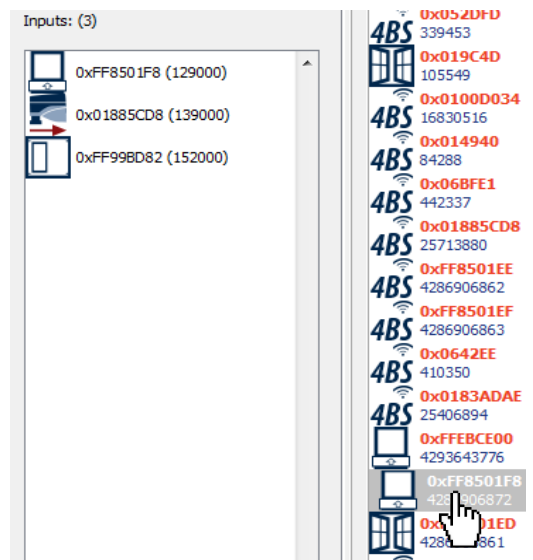 Inputs: (3)
0xFF8501F8 (129000)
0x01885CD8 (139000)
0xFF99BD82 (152000)
0x052DFD
4BS 339453
0x019C4D
105549
0x0100D034
4BS 16830516
0x014940
4BS 84288
0x06BFE1
4BS 442337
0x01885CD8
4BS 25713880
0xFF8501EE
4BS 4286906862
0xFF8501EF
4BS 4286906863
0x0642EE
4BS 410350
0x0183ADAE
4BS 25406894
0xFFEBCE00
4293643776
0xFF8501F8